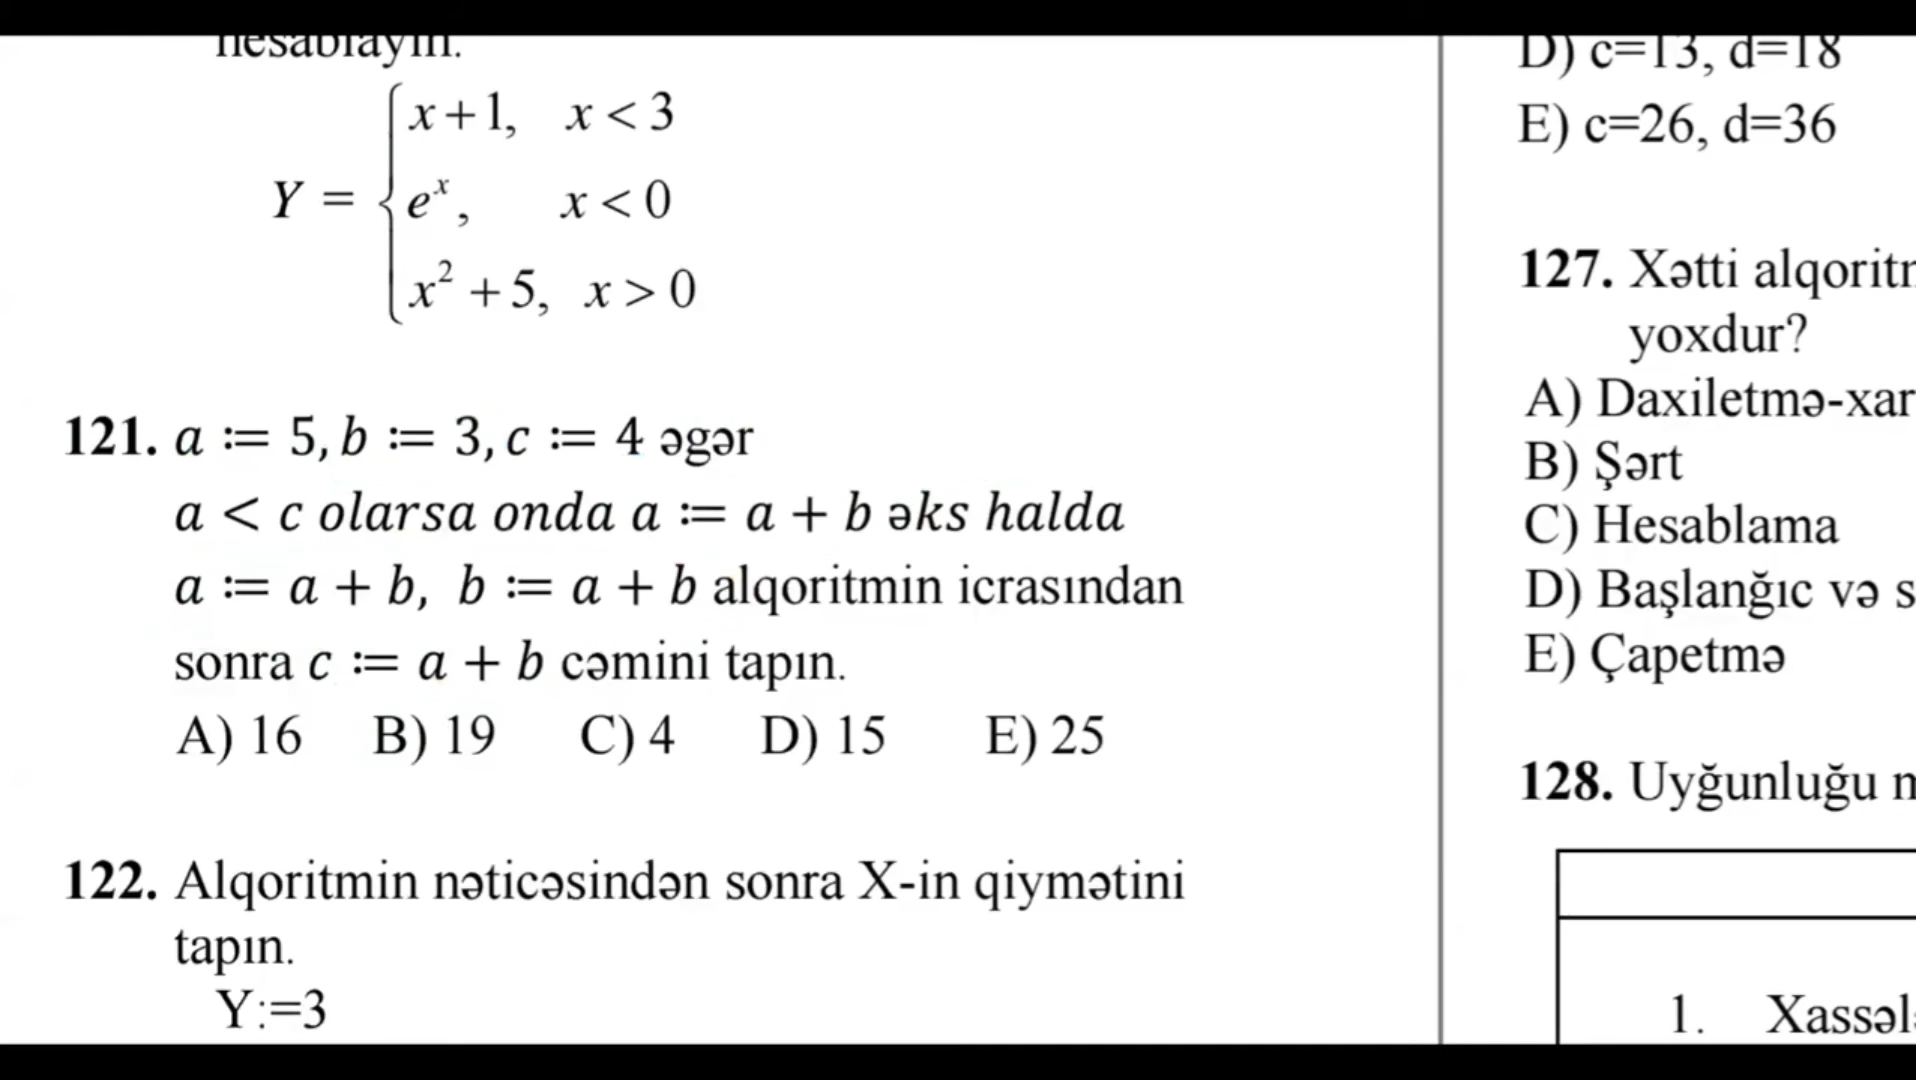 hesablayın.
Y = { x + 1, x < 3
e^x, x < 0
x^2 + 5, x > 0
121. a := 5, b := 3, c := 4 əgər
a < c olarsa onda a := a + b əks halda
a := a + b, b := a + b alqoritmin icrasından
sonra c := a + b cəmini tapın.
A) 16 B) 19 C) 4 D) 15 E) 25
122. Alqoritmin nəticəsindən sonra X-in qiymətini
tapın.
Y:=3
D) c=13, d=18
E) c=26, d=36
127. Xətti
yoxdur?
A)
B) Şərt
C) Hesablama
D) Başlanğıc və
E) Çapetmə
128. Uyğunluğu
1.